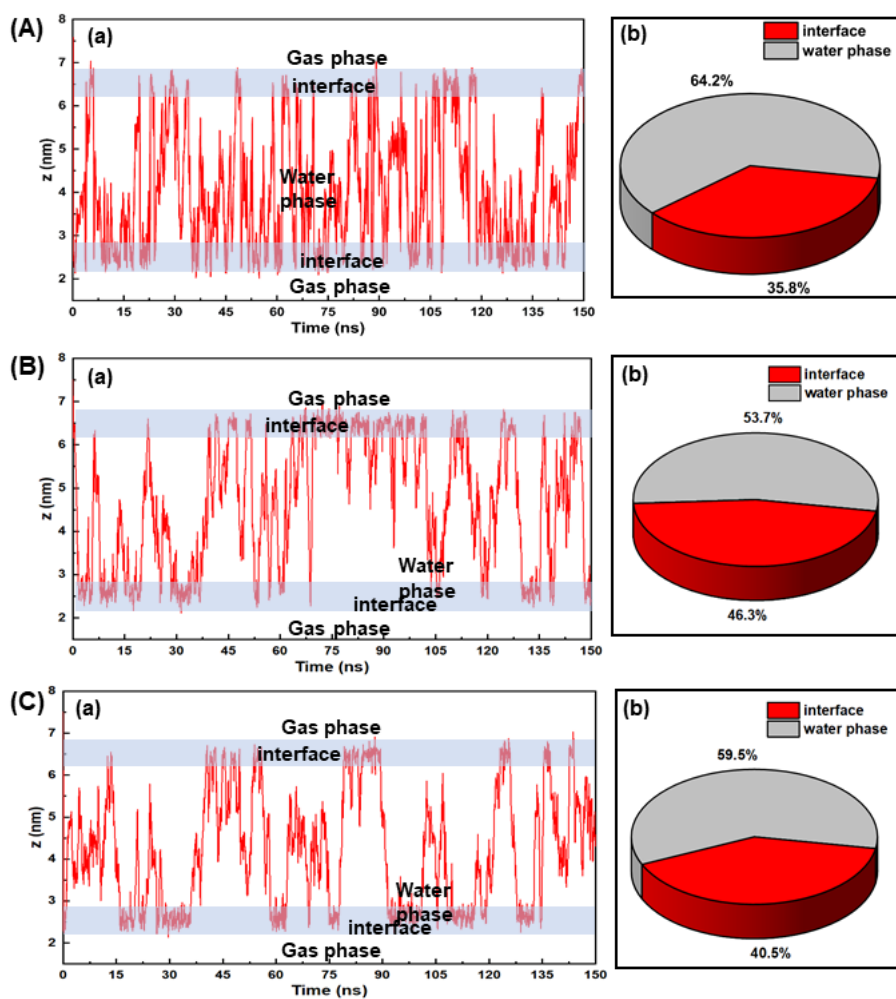 (A)
(a)
Gas phase
interface
Water
phase
interface
Gas phase
z (nm)
8
7
6
5
4
3
2
0 15 30 45 60 75 90 105 120 135 150
Time (ns)
(b)
interface
water phase
64.2%
35.8%
(B)
(a)
Gas phase
interface
Water
phase
interface
Gas phase
z (nm)
8
7
6
5
4
3
2
0 15 30 45 60 75 90 105 120 135 150
Time (ns)
(b)
interface
water phase
53.7%
46.3%
(C)
(a)
Gas phase
interface
Water
phase
interface
Gas phase
z (nm)
8
7
6
5
4
3
2
0 15 30 45 60 75 90 105 120 135 150
Time (ns)
(b)
interface
water phase
59.5%
40.5%